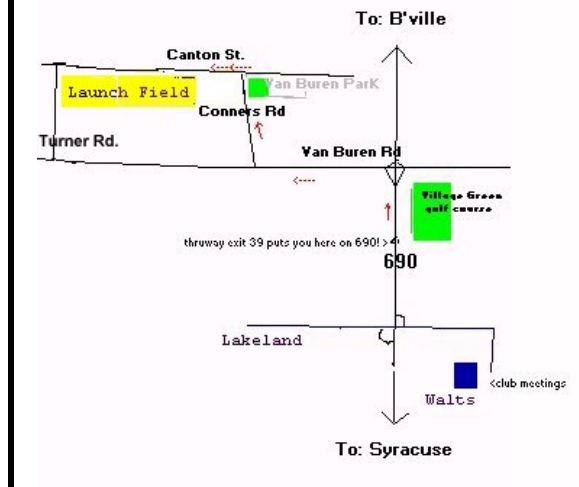 To: B'ville
Canton St.
Van Buren ParK
Launch Field
Conners Rd
Turner Rd.
Van Buren Rd
Village Green
golf course
thruway exit 39 puts you here on 690! >
690
Lakeland
<club meetings
Walts
To: Syracuse